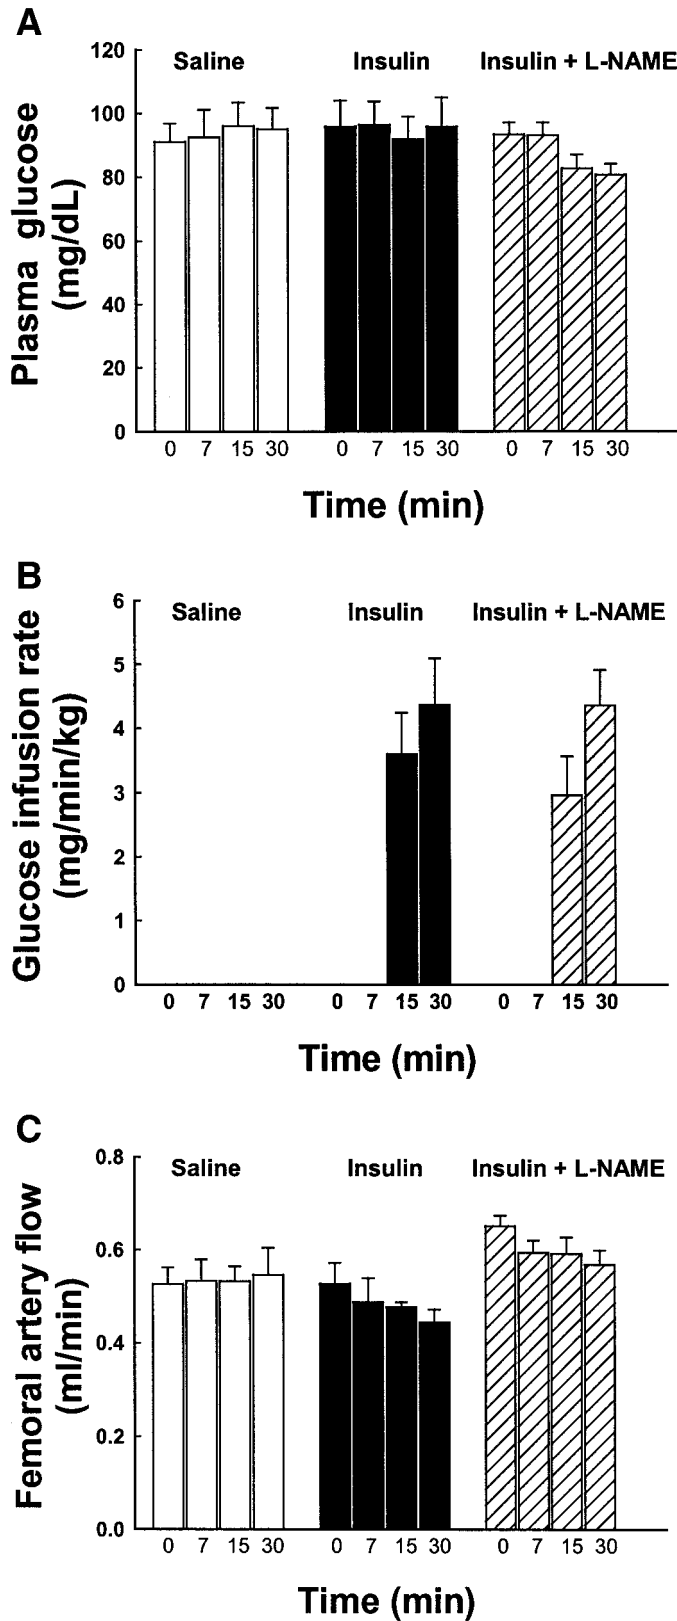 A
Plasma glucose
(mg/dL)
120
100
80
60
40
20
0
Saline
Insulin
Insulin + L-NAME
0 7 15 30 0 7 15 30 0 7 15 30
Time (min)
B
Glucose infusion rate
(mg/min/kg)
6
5
4
3
2
1
0
Saline
Insulin
Insulin + L-NAME
0 7 15 30 0 7 15 30 0 7 15 30
Time (min)
C
Femoral artery flow
(ml/min)
0.8
0.6
0.4
0.2
0.0
Saline
Insulin
Insulin + L-NAME
0 7 15 30 0 7 15 30 0 7 15 30
Time (min)